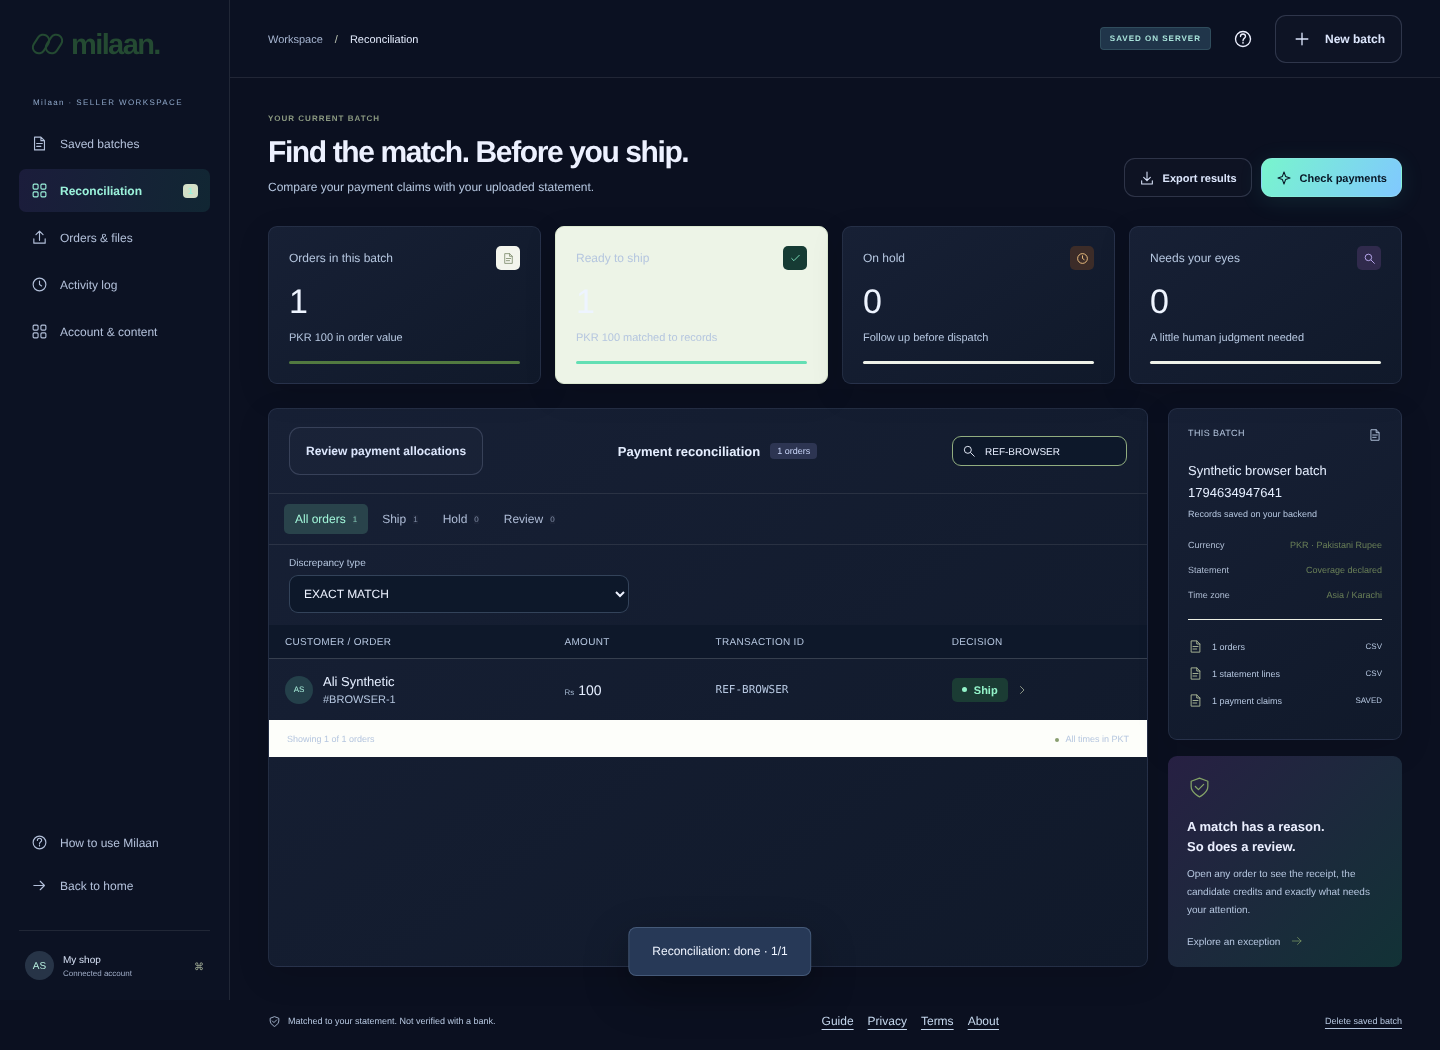 milaan.
Milaan · SELLER WORKSPACE
Saved batches
Reconciliation
Orders & files
Activity log
Account & content
How to use Milaan
Back to home
AS
My shop
Connected account
Workspace / Reconciliation
SAVED ON SERVER
New batch
YOUR CURRENT BATCH
Find the match. Before you ship.
Compare your payment claims with your uploaded statement.
Export results
Check payments
Orders in this batch
1
PKR 100 in order value
Ready to ship
1
PKR 100 matched to records
On hold
0
Follow up before dispatch
Needs your eyes
0
A little human judgment needed
Review payment allocations
Payment reconciliation 1 orders
REF-BROWSER
All orders 1 Ship 1 Hold 0 Review 0
Discrepancy type
EXACT MATCH
CUSTOMER / ORDER AMOUNT TRANSACTION ID DECISION
AS Ali Synthetic
#BROWSER-1
Rs 100
REF-BROWSER
Ship
Showing 1 of 1 orders
All times in PKT
THIS BATCH
Synthetic browser batch
1794634947641
Records saved on your backend
Currency PKR · Pakistani Rupee
Statement Coverage declared
Time zone Asia / Karachi
1 orders CSV
1 statement lines CSV
1 payment claims SAVED
A match has a reason.
So does a review.
Open any order to see the receipt, the
candidate credits and exactly what needs
your attention.
Explore an exception
Reconciliation: done · 1/1
Matched to your statement. Not verified with a bank.
Guide Privacy Terms About
Delete saved batch